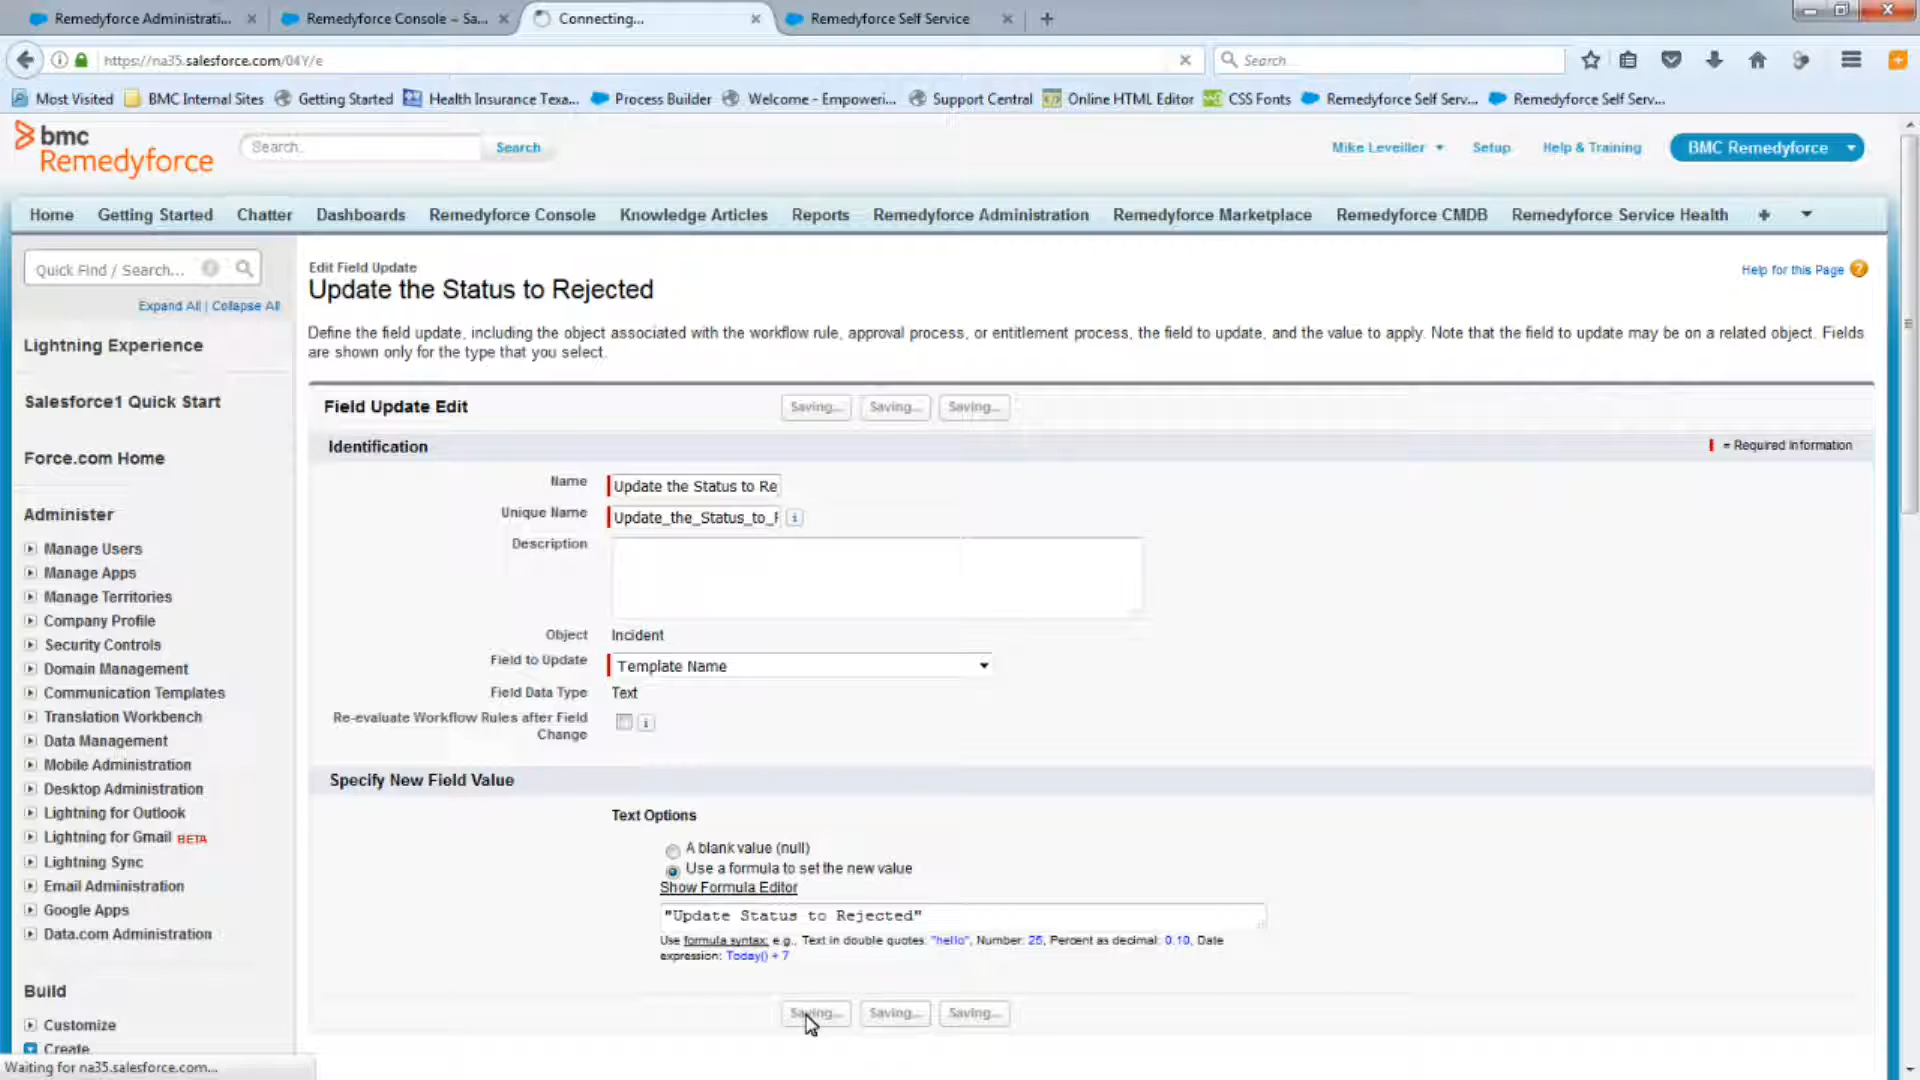 Remedyforce Administrati...
Remedyforce Console – Sa...
Connecting...
Remedyforce Self Service
https://na35.salesforce.com/04Y/e
Search
Most Visited
BMC Internal Sites
Getting Started
Health Insurance Texa...
Process Builder
Welcome - Empoweri...
Support Central
Online HTML Editor
CSS Fonts
Remedyforce Self Serv...
Remedyforce Self Serv...
bmc
Remedyforce
Search...
Search
Mike Leveiller
Setup
Help & Training
BMC Remedyforce
Home
Getting Started
Chatter
Dashboards
Remedyforce Console
Knowledge Articles
Reports
Remedyforce Administration
Remedyforce Marketplace
Remedyforce CMDB
Remedyforce Service Health
Quick Find / Search...
Expand All | Collapse All
Lightning Experience
Salesforce1 Quick Start
Force.com Home
Administer
Manage Users
Manage Apps
Manage Territories
Company Profile
Security Controls
Domain Management
Communication Templates
Translation Workbench
Data Management
Mobile Administration
Desktop Administration
Lightning for Outlook
Lightning for Gmail BETA
Lightning Sync
Email Administration
Google Apps
Data.com Administration
Build
Customize
Create
Edit Field Update
Update the Status to Rejected
Help for this Page
Define the field update, including the object associated with the workflow rule, approval process, or entitlement process, the field to update, and the value to apply. Note that the field to update may be on a related object. Fields
are shown only for the type that you select.
Field Update Edit
Saving...
Saving...
Saving...
Identification
= Required Information
Name
Update the Status to Re
Unique Name
Update_the_Status_to_F
Description
Object
Incident
Field to Update
Template Name
Field Data Type
Text
Re-evaluate Workflow Rules after Field
Change
Specify New Field Value
Text Options
A blank value (null)
Use a formula to set the new value
Show Formula Editor
"Update Status to Rejected"
Use formula syntax: e.g., Text in double quotes: "hello", Number: 25, Percent as decimal: 0.10, Date
expression: Today() + 7
Saving...
Saving...
Saving...
Waiting for na35.salesforce.com...